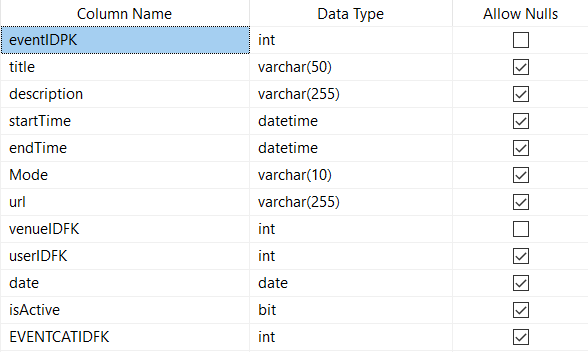 Column Name Data Type Allow Nulls
eventIDPK int
title varchar(50)
description varchar(255)
startTime datetime
endTime datetime
Mode varchar(10)
url varchar(255)
venueIDFK int
userIDFK int
date date
isActive bit
EVENTCATIDFK int